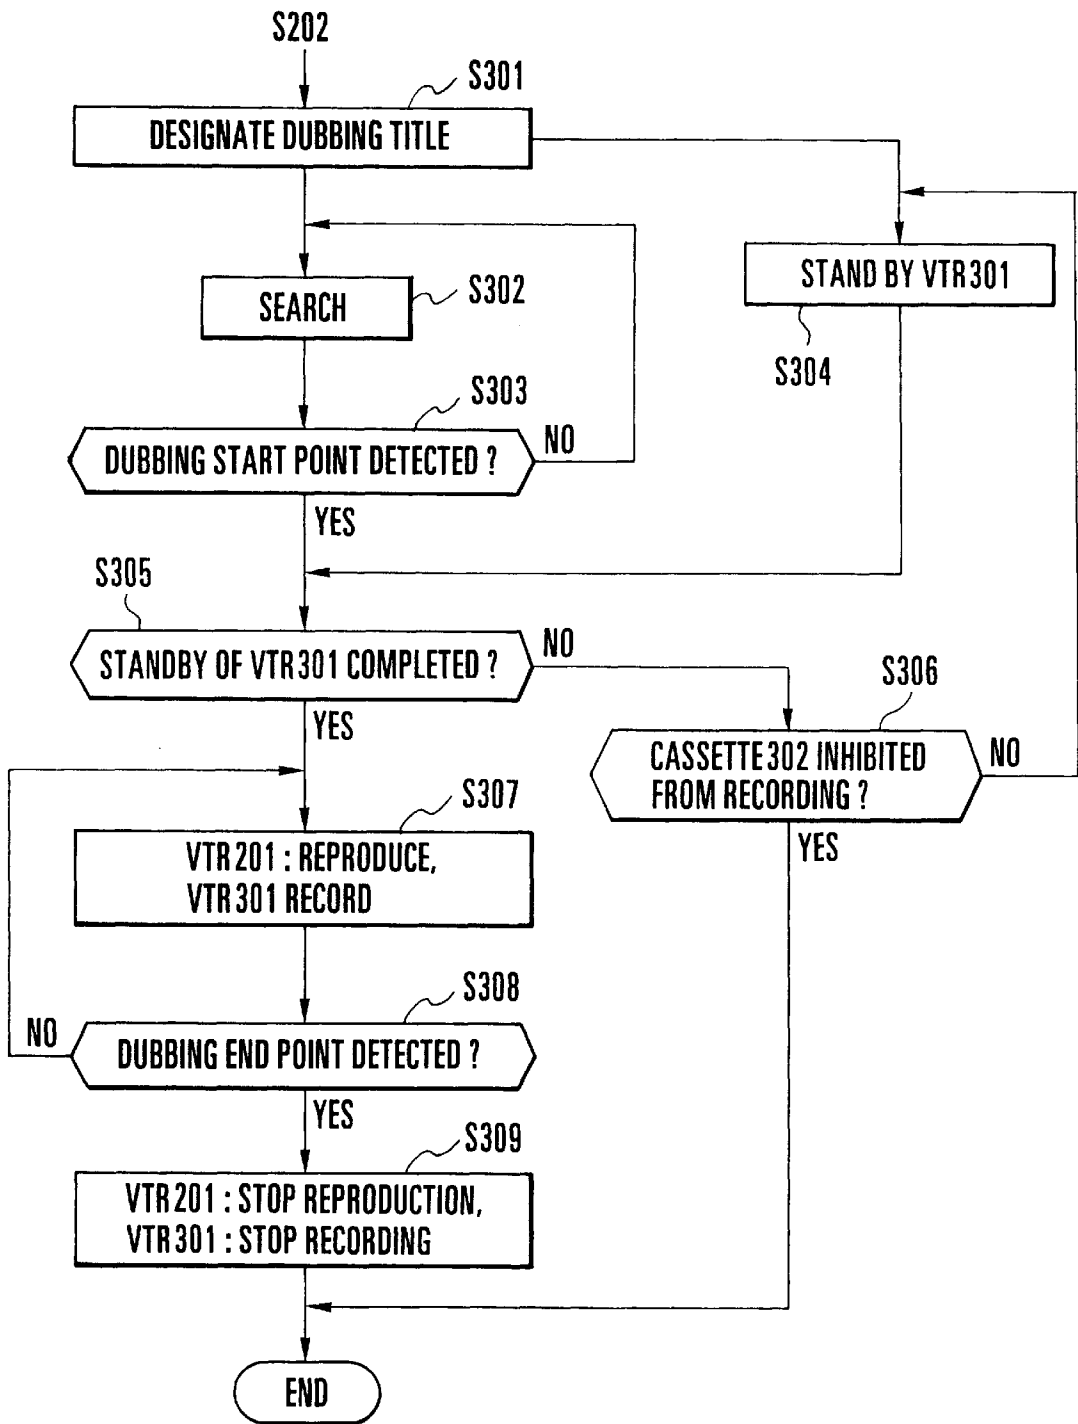 S202
S301
DESIGNATE DUBBING TITLE
S302
SEARCH
STAND BY VTR301
S304
S303
DUBBING START POINT DETECTED ?
NO
YES
S305
STANDBY OF VTR301 COMPLETED ?
NO
YES
S306
CASSETTE302 INHIBITED
FROM RECORDING ?
NO
YES
S307
VTR201 : REPRODUCE,
VTR301 RECORD
S308
NO
DUBBING END POINT DETECTED ?
YES
S309
VTR201 : STOP REPRODUCTION,
VTR301 : STOP RECORDING
END